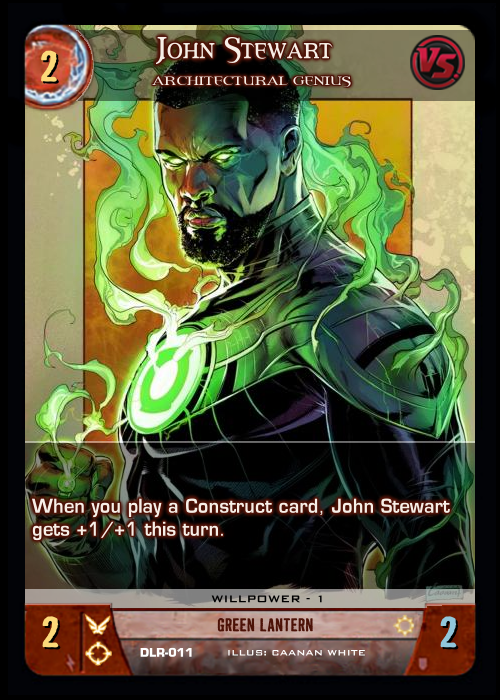 2
JOHN STEWART
VS.
ARCHITECTURAL GENIUS
When you play a Construct card, John Stewart
gets +1/+1 this turn.
WILLPOWER - 1
2
GREEN LANTERN
2
DLR-011 ILLUS: CAANAN WHITE